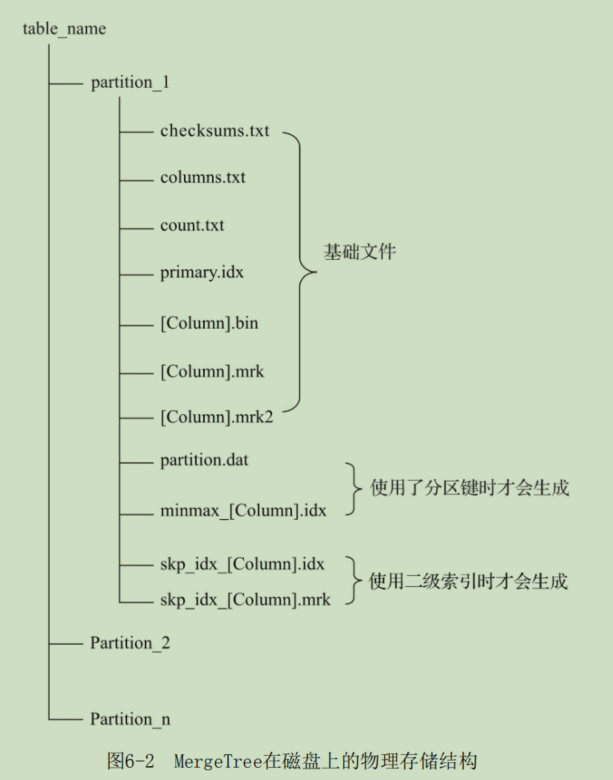 table_name
partition_1
checksums.txt
columns.txt
count.txt
primary.idx
[Column].bin
[Column].mrk
[Column].mrk2
基础文件
partition.dat
minmax_[Column].idx
使用了分区键时才会生成
skp_idx_[Column].idx
skp_idx_[Column].mrk
使用二级索引时才会生成
Partition_2
Partition_n
图6-2 MergeTree在磁盘上的物理存储结构